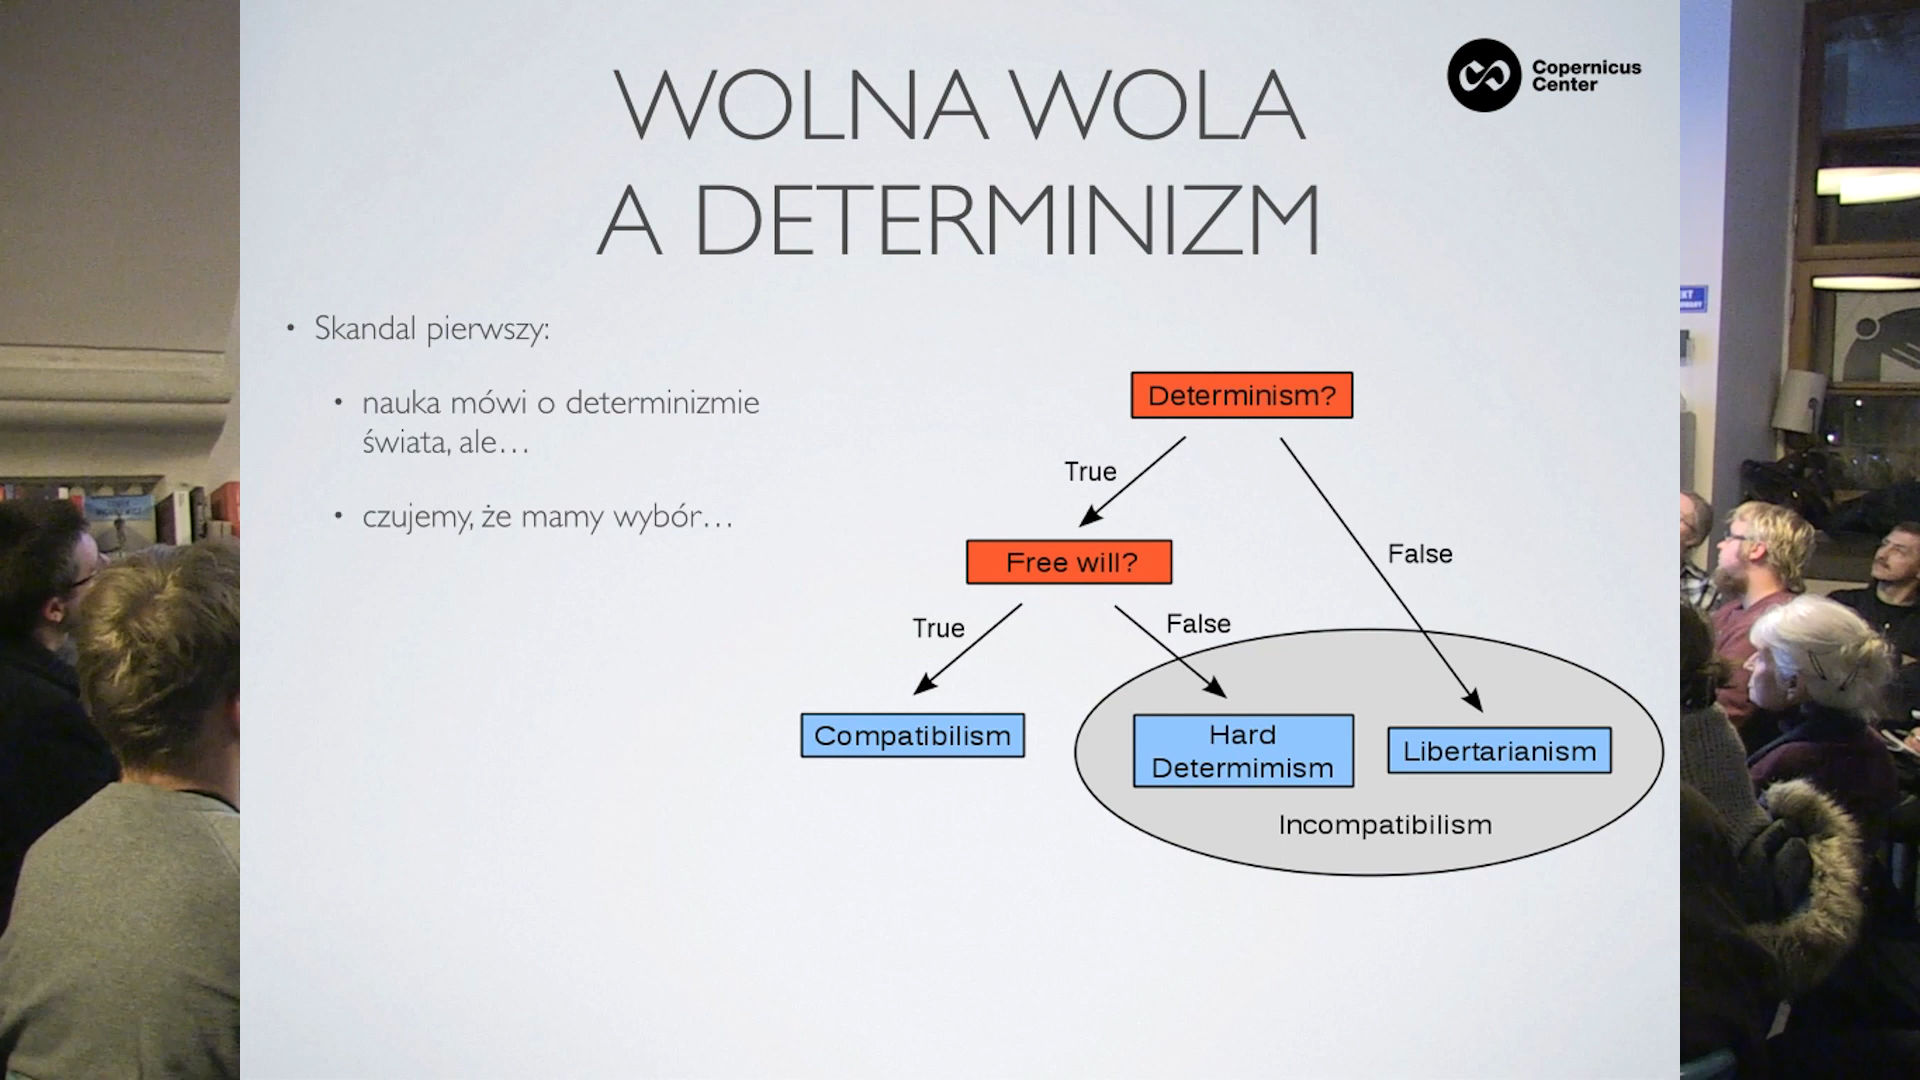 WOLNA WOLA
A DETERMINIZM
Copernicus
Center
• Skandal pierwszy:
• nauka mówi o determinizmie
świata, ale…
• czujemy, że mamy wybór…
Determinism?
True
False
Free will?
True
False
Compatibilism
Hard
Determimism
Libertarianism
Incompatibilism